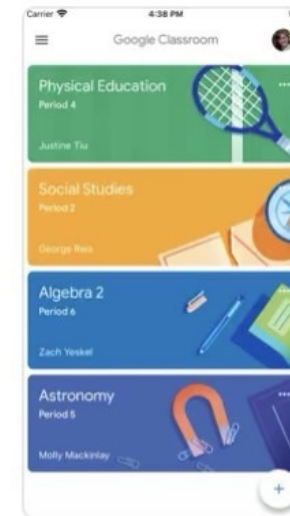 Carrier 4:38 PM
Google Classroom
Physical Education
Period 4
Justine Tiu
Social Studies
Period 2
George Reis
Algebra 2
Period 6
Zach Yeskel
Astronomy
Period 5
Molly Mackinlay